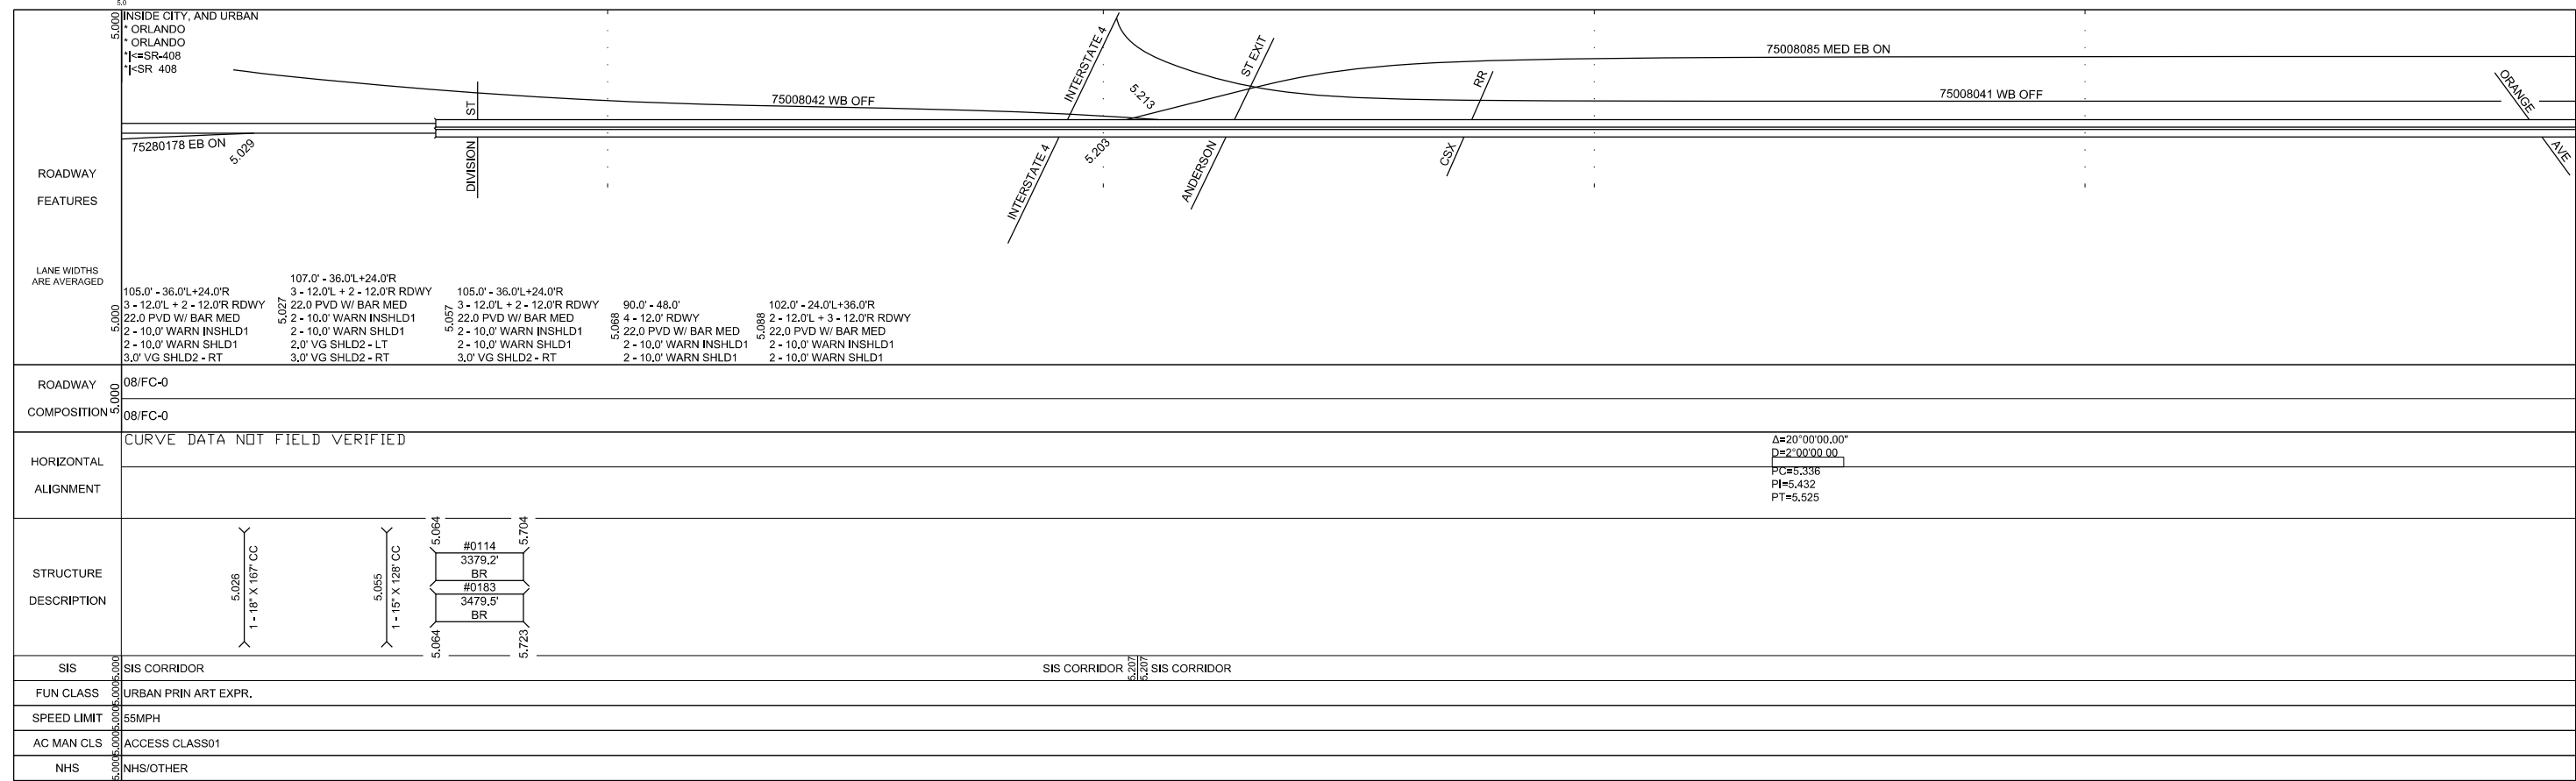 5.0
5.000
INSIDE CITY, AND URBAN
* ORLANDO
* ORLANDO
*|<=SR-408
*|<SR 408
75280178 EB ON
5.029
ST
DIVISION
75008042 WB OFF
INTERSTATE 4
INTERSTATE 4
5.203
5.213
ST EXIT
ANDERSON
RR
CSX
75008085 MED EB ON
75008041 WB OFF
ORANGE
AVE
ROADWAY
FEATURES
LANE WIDTHS
ARE AVERAGED
5.000
105.0' - 36.0'L+24.0'R
3 - 12.0'L + 2 - 12.0'R RDWY
22.0 PVD W/ BAR MED
2 - 10.0' WARN INSHLD1
2 - 10.0' WARN SHLD1
3.0' VG SHLD2 - RT
5.027
107.0' - 36.0'L+24.0'R
3 - 12.0'L + 2 - 12.0'R RDWY
22.0 PVD W/ BAR MED
2 - 10.0' WARN INSHLD1
2 - 10.0' WARN SHLD1
2.0' VG SHLD2 - LT
3.0' VG SHLD2 - RT
5.057
105.0' - 36.0'L+24.0'R
3 - 12.0'L + 2 - 12.0'R RDWY
22.0 PVD W/ BAR MED
2 - 10.0' WARN INSHLD1
2 - 10.0' WARN SHLD1
3.0' VG SHLD2 - RT
5.068
90.0' - 48.0'
4 - 12.0' RDWY
22.0 PVD W/ BAR MED
2 - 10.0' WARN INSHLD1
2 - 10.0' WARN SHLD1
5.088
102.0' - 24.0'L+36.0'R
2 - 12.0'L + 3 - 12.0'R RDWY
22.0 PVD W/ BAR MED
2 - 10.0' WARN INSHLD1
2 - 10.0' WARN SHLD1
ROADWAY
COMPOSITION
5.000
08/FC-0
08/FC-0
HORIZONTAL
ALIGNMENT
CURVE DATA NOT FIELD VERIFIED
Δ=20°00'00.00"
D=2°00'00.00
PC=5.336
PI=5.432
PT=5.525
STRUCTURE
DESCRIPTION
5.026
1 - 18" X 167' CC
5.055
1 - 15" X 128' CC
5.064
5.704
#0114
3379.2'
BR
#0183
3479.5'
BR
5.064
5.723
SIS
5.000
SIS CORRIDOR
SIS CORRIDOR
5.207
5.207
SIS CORRIDOR
FUN CLASS
5.000
URBAN PRIN ART EXPR.
SPEED LIMIT
5.000
55MPH
AC MAN CLS
5.000
ACCESS CLASS01
NHS
5.000
NHS/OTHER